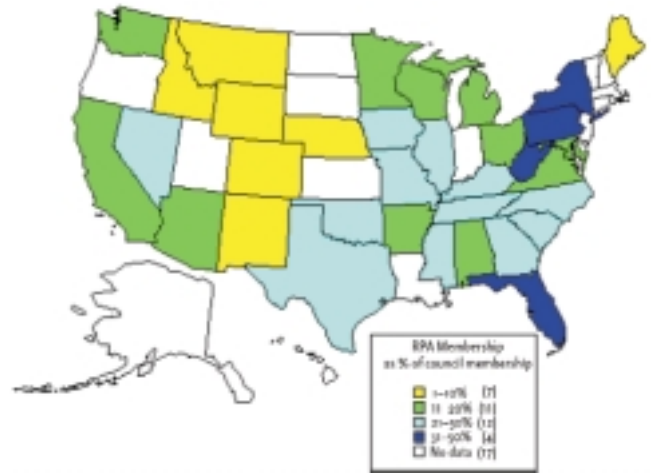 RPA Membership
as % of council membership
1-10% (7)
11 20% (11)
21-30% (12)
31-50% (4)
No data (17)